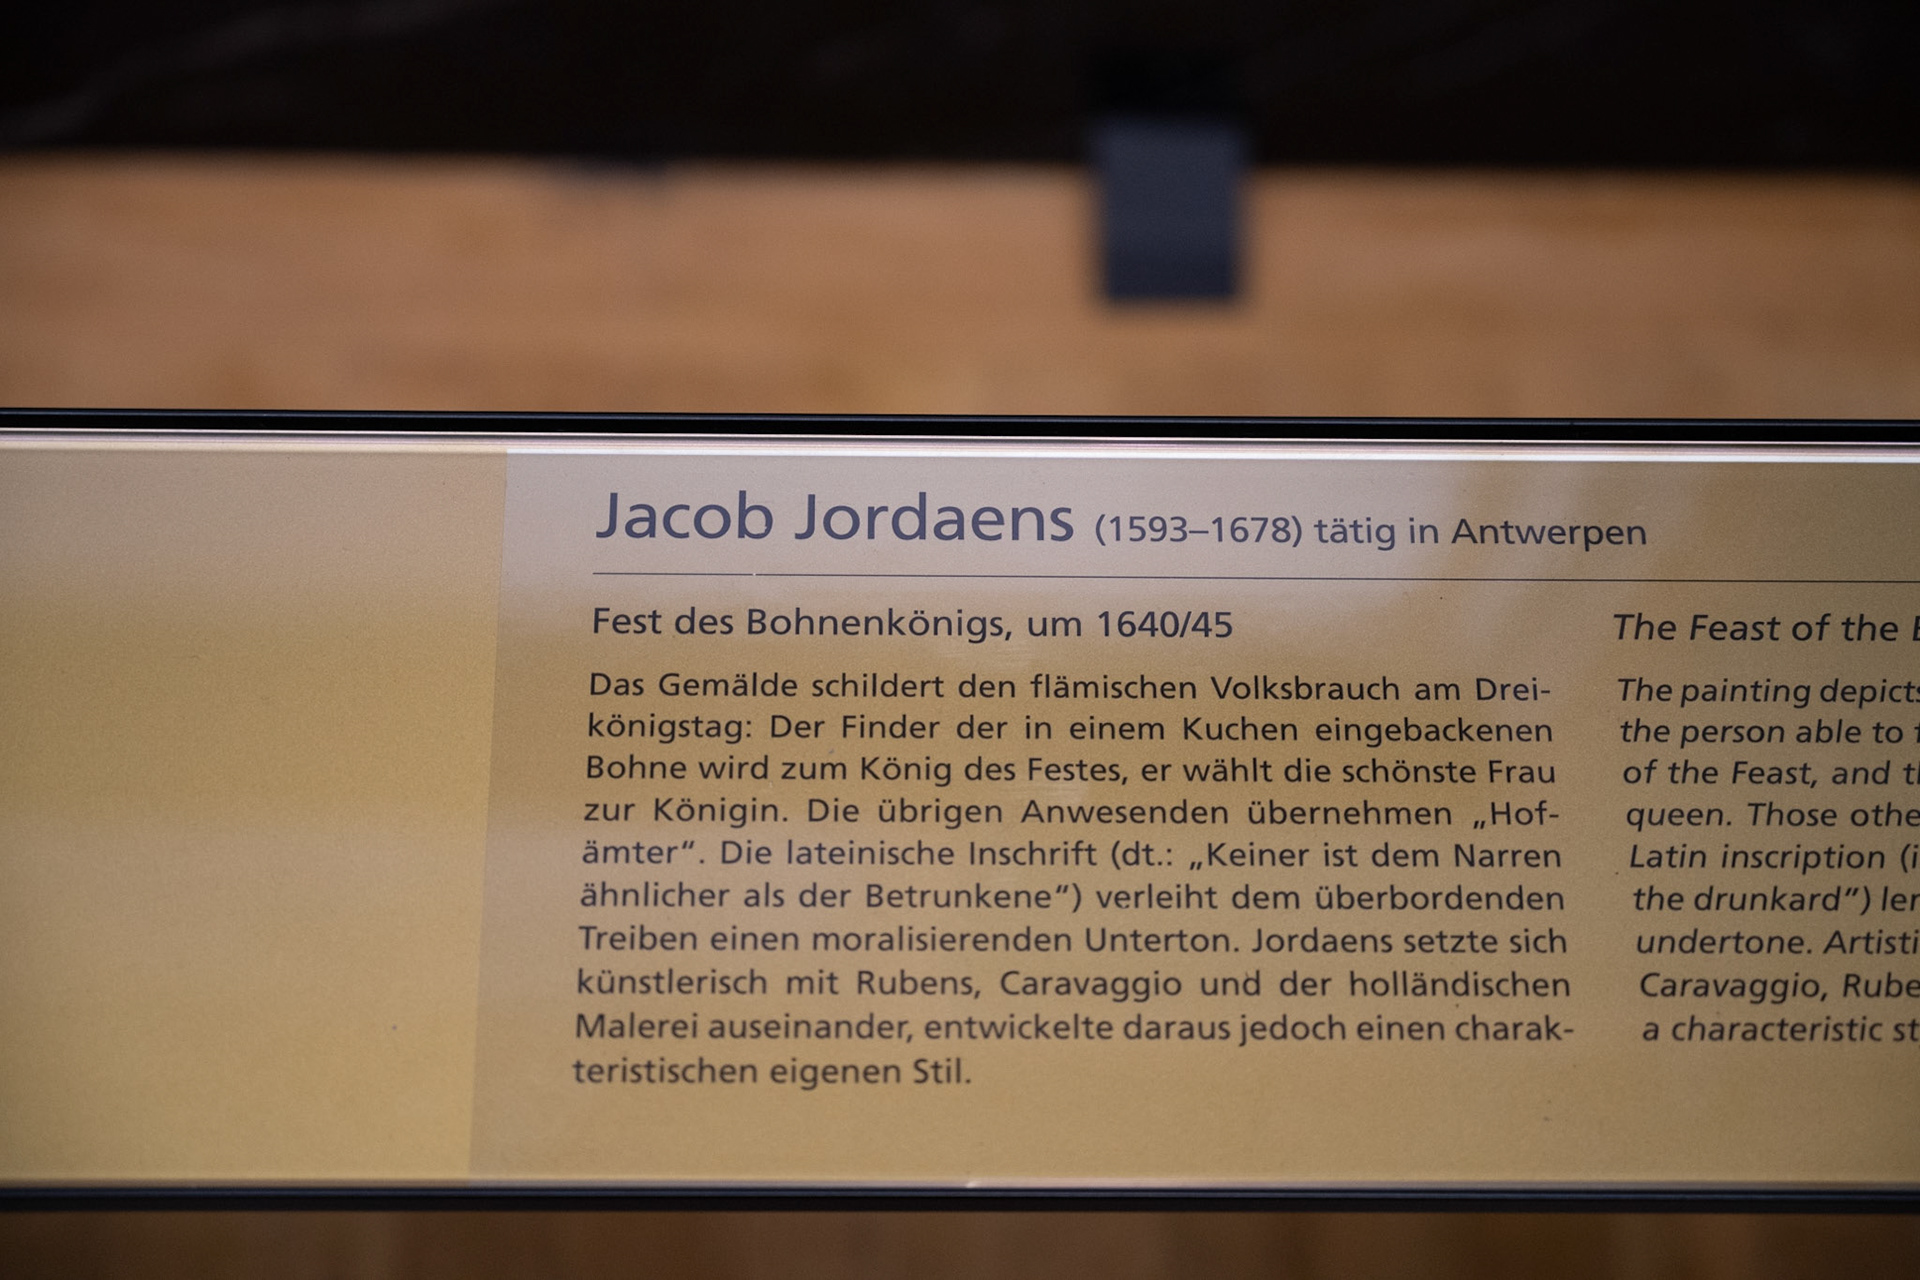 Jacob Jordaens (1593–1678) tätig in Antwerpen
Fest des Bohnenkönigs, um 1640/45
Das Gemälde schildert den flämischen Volksbrauch am Drei-
königstag: Der Finder der in einem Kuchen eingebackenen
Bohne wird zum König des Festes, er wählt die schönste Frau
zur Königin. Die übrigen Anwesenden übernehmen „Hof-
ämter“. Die lateinische Inschrift (dt.: „Keiner ist dem Narren
ähnlicher als der Betrunkene“) verleiht dem überbordenden
Treiben einen moralisierenden Unterton. Jordaens setzte sich
künstlerisch mit Rubens, Caravaggio und der holländischen
Malerei auseinander, entwickelte daraus jedoch einen charak-
teristischen eigenen Stil.
The Feast of the
The painting depicts
the person able to
of the Feast, and
queen. Those
Latin inscription
the drunkard”)
undertone.
Caravaggio,
a characteristic